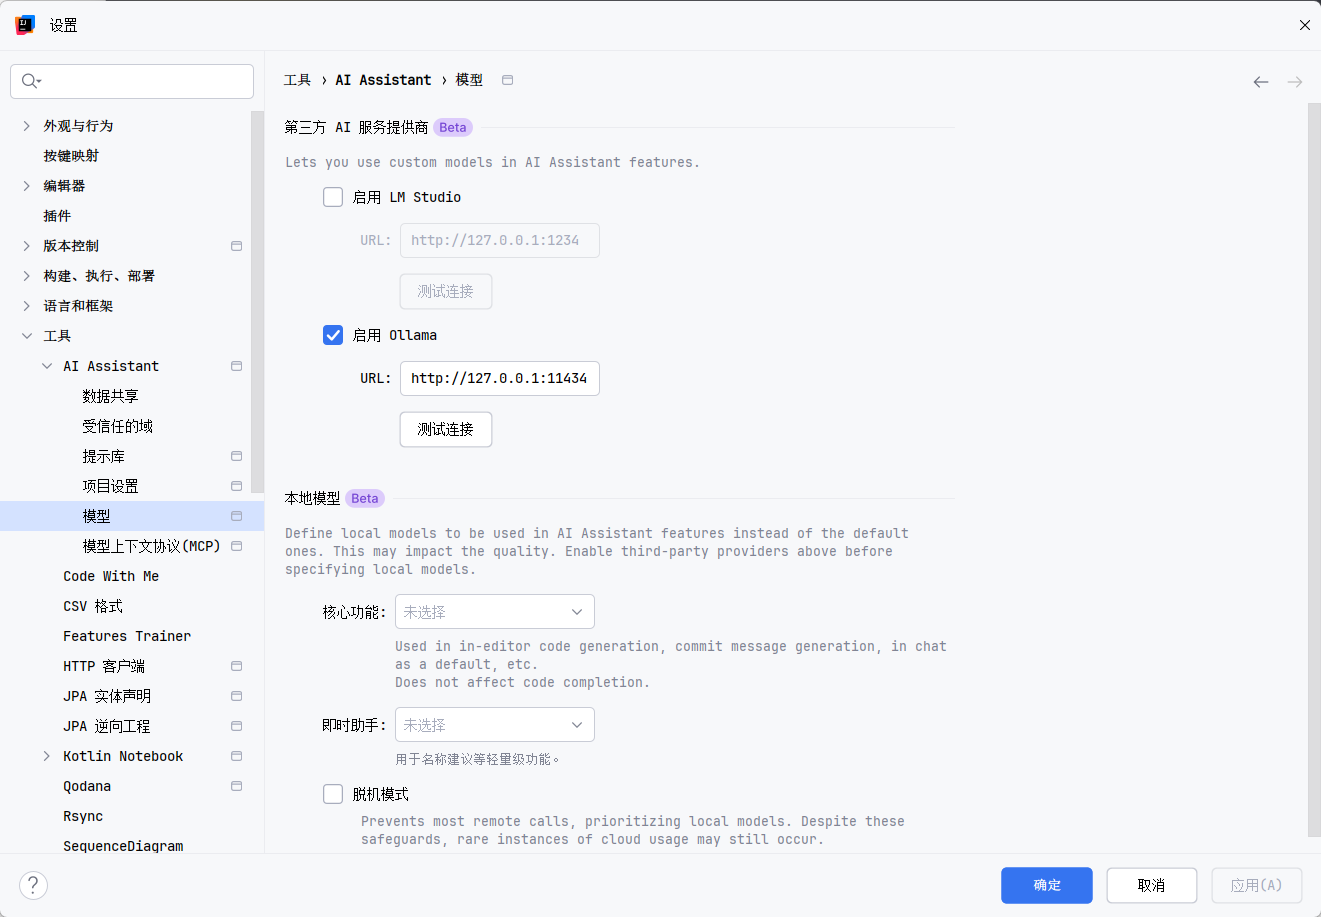 设置
工具 › AI Assistant › 模型
外观与行为
按键映射
编辑器
插件
版本控制
构建、执行、部署
语言和框架
工具
AI Assistant
数据共享
受信任的域
提示库
项目设置
模型
模型上下文协议(MCP)
Code With Me
CSV 格式
Features Trainer
HTTP 客户端
JPA 实体声明
JPA 逆向工程
Kotlin Notebook
Qodana
Rsync
SequenceDiagram
第三方 AI 服务提供商 Beta
Lets you use custom models in AI Assistant features.
启用 LM Studio
URL: http://127.0.0.1:1234
测试连接
启用 Ollama
URL: http://127.0.0.1:11434
测试连接
本地模型 Beta
Define local models to be used in AI Assistant features instead of the default
ones. This may impact the quality. Enable third-party providers above before
specifying local models.
核心功能: 未选择
Used in in-editor code generation, commit message generation, in chat
as a default, etc.
Does not affect code completion.
即时助手: 未选择
用于名称建议等轻量级功能。
脱机模式
Prevents most remote calls, prioritizing local models. Despite these
safeguards, rare instances of cloud usage may still occur.
?
确定
取消
应用(A)